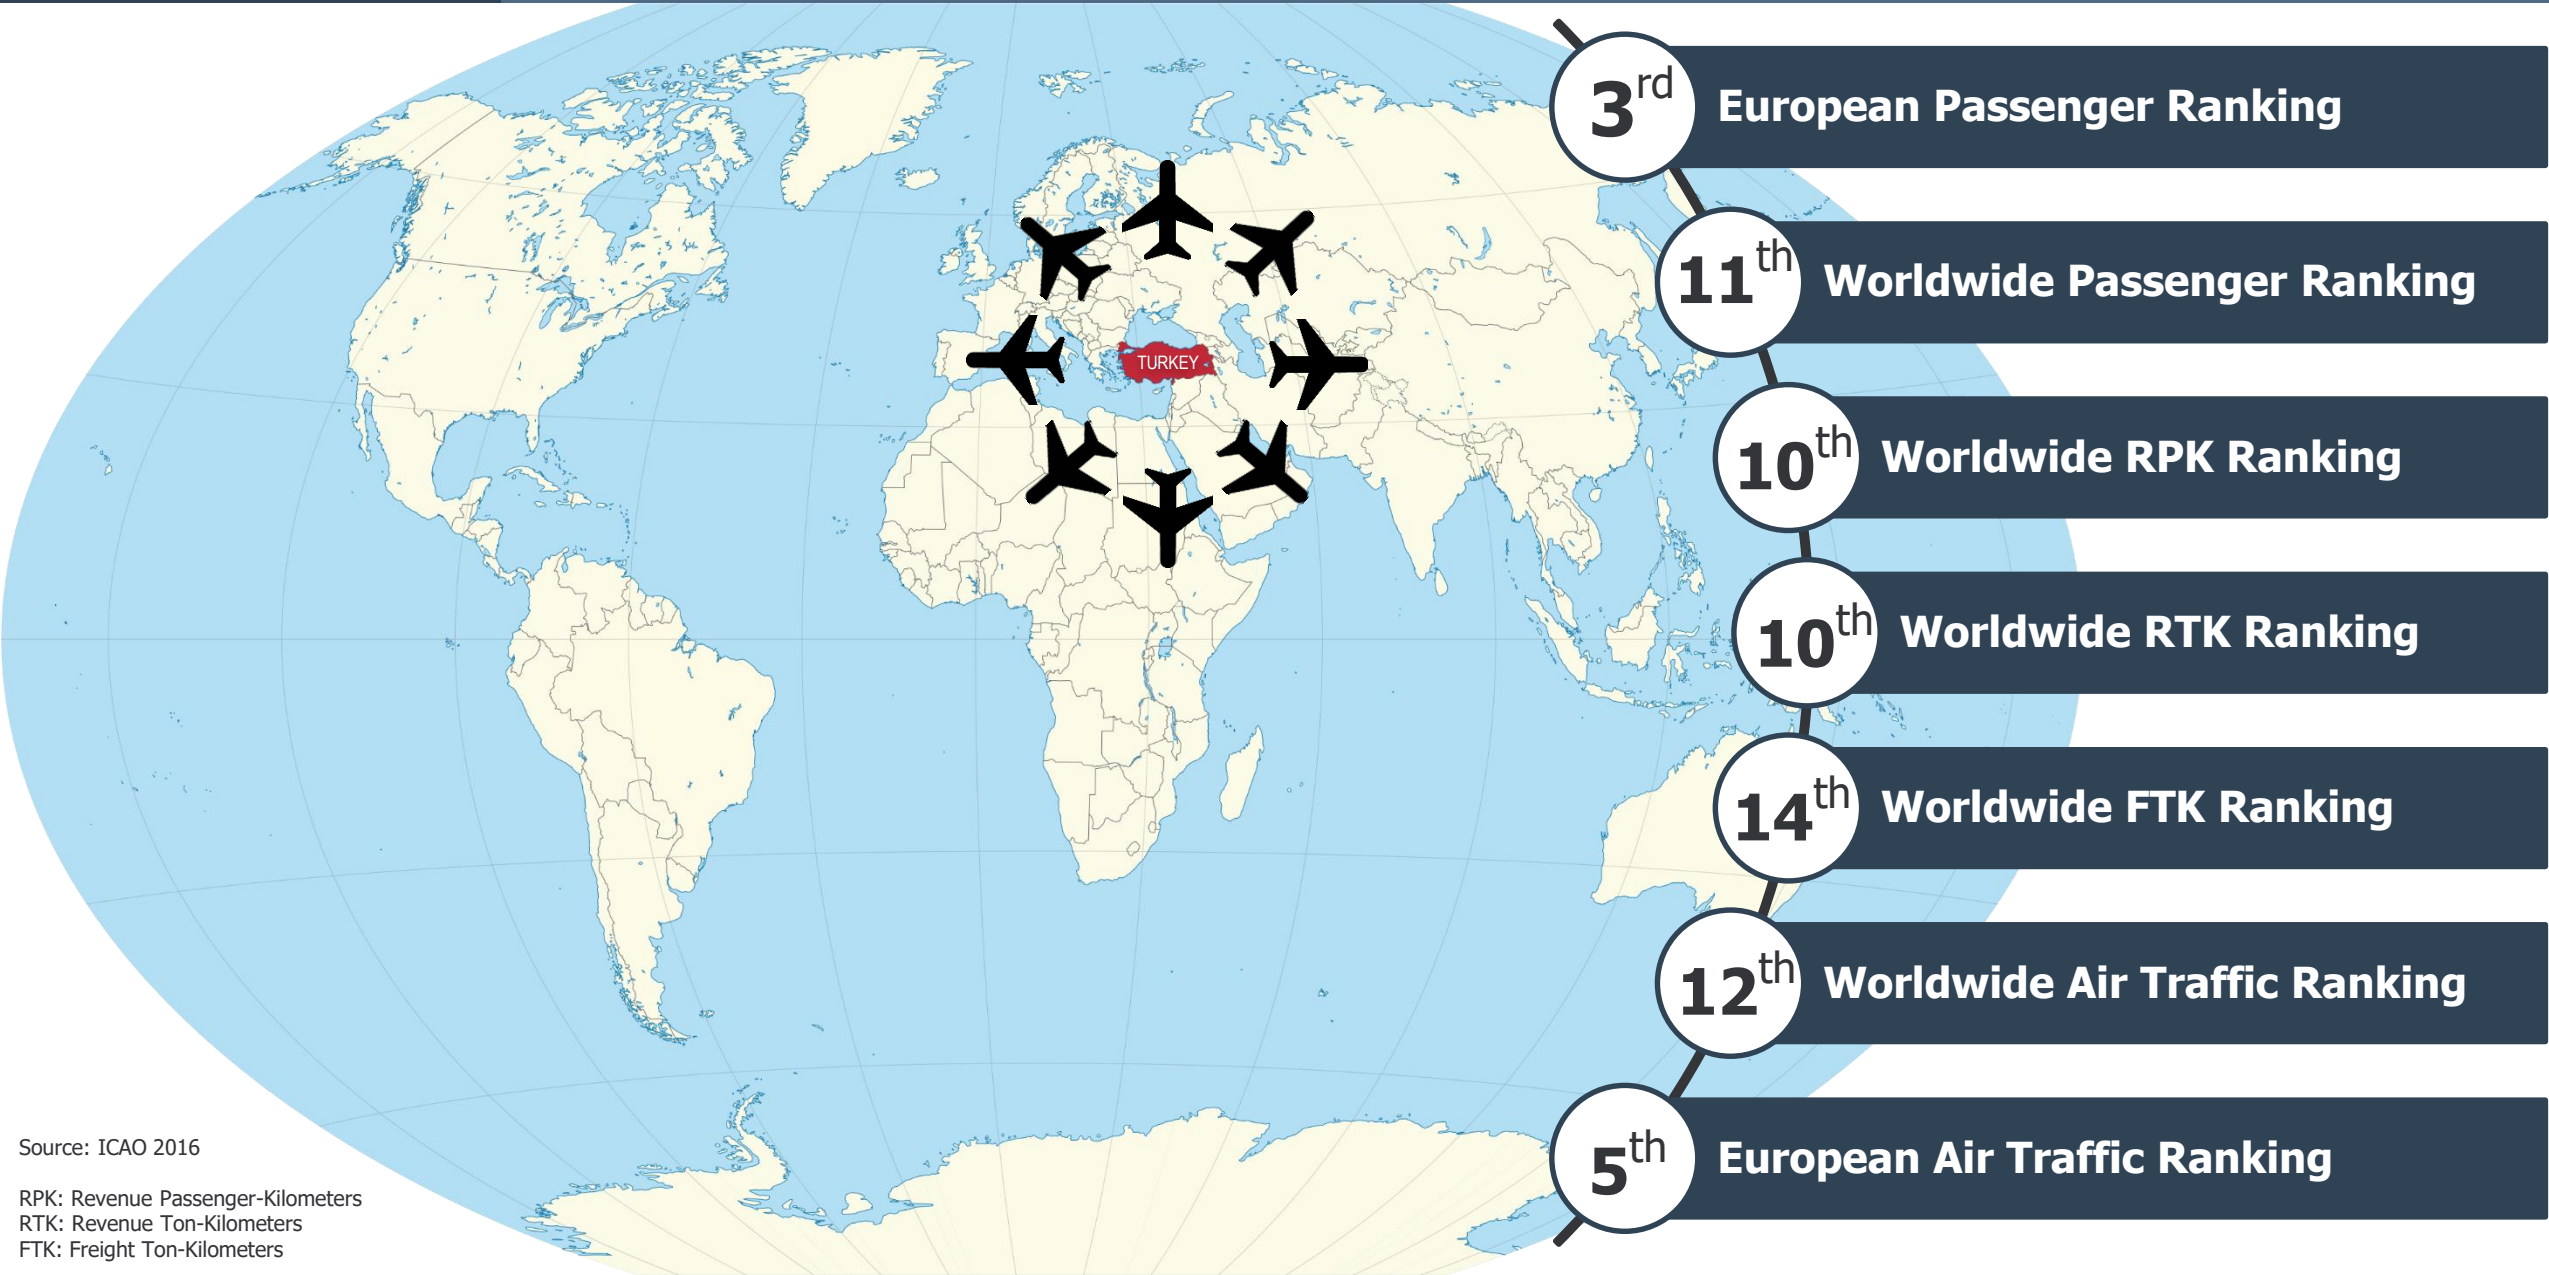 3rd European Passenger Ranking
11th Worldwide Passenger Ranking
TURKEY
10th Worldwide RPK Ranking
10th Worldwide RTK Ranking
14th Worldwide FTK Ranking
12th Worldwide Air Traffic Ranking
5th European Air Traffic Ranking
Source: ICAO 2016
RPK: Revenue Passenger-Kilometers
RTK: Revenue Ton-Kilometers
FTK: Freight Ton-Kilometers